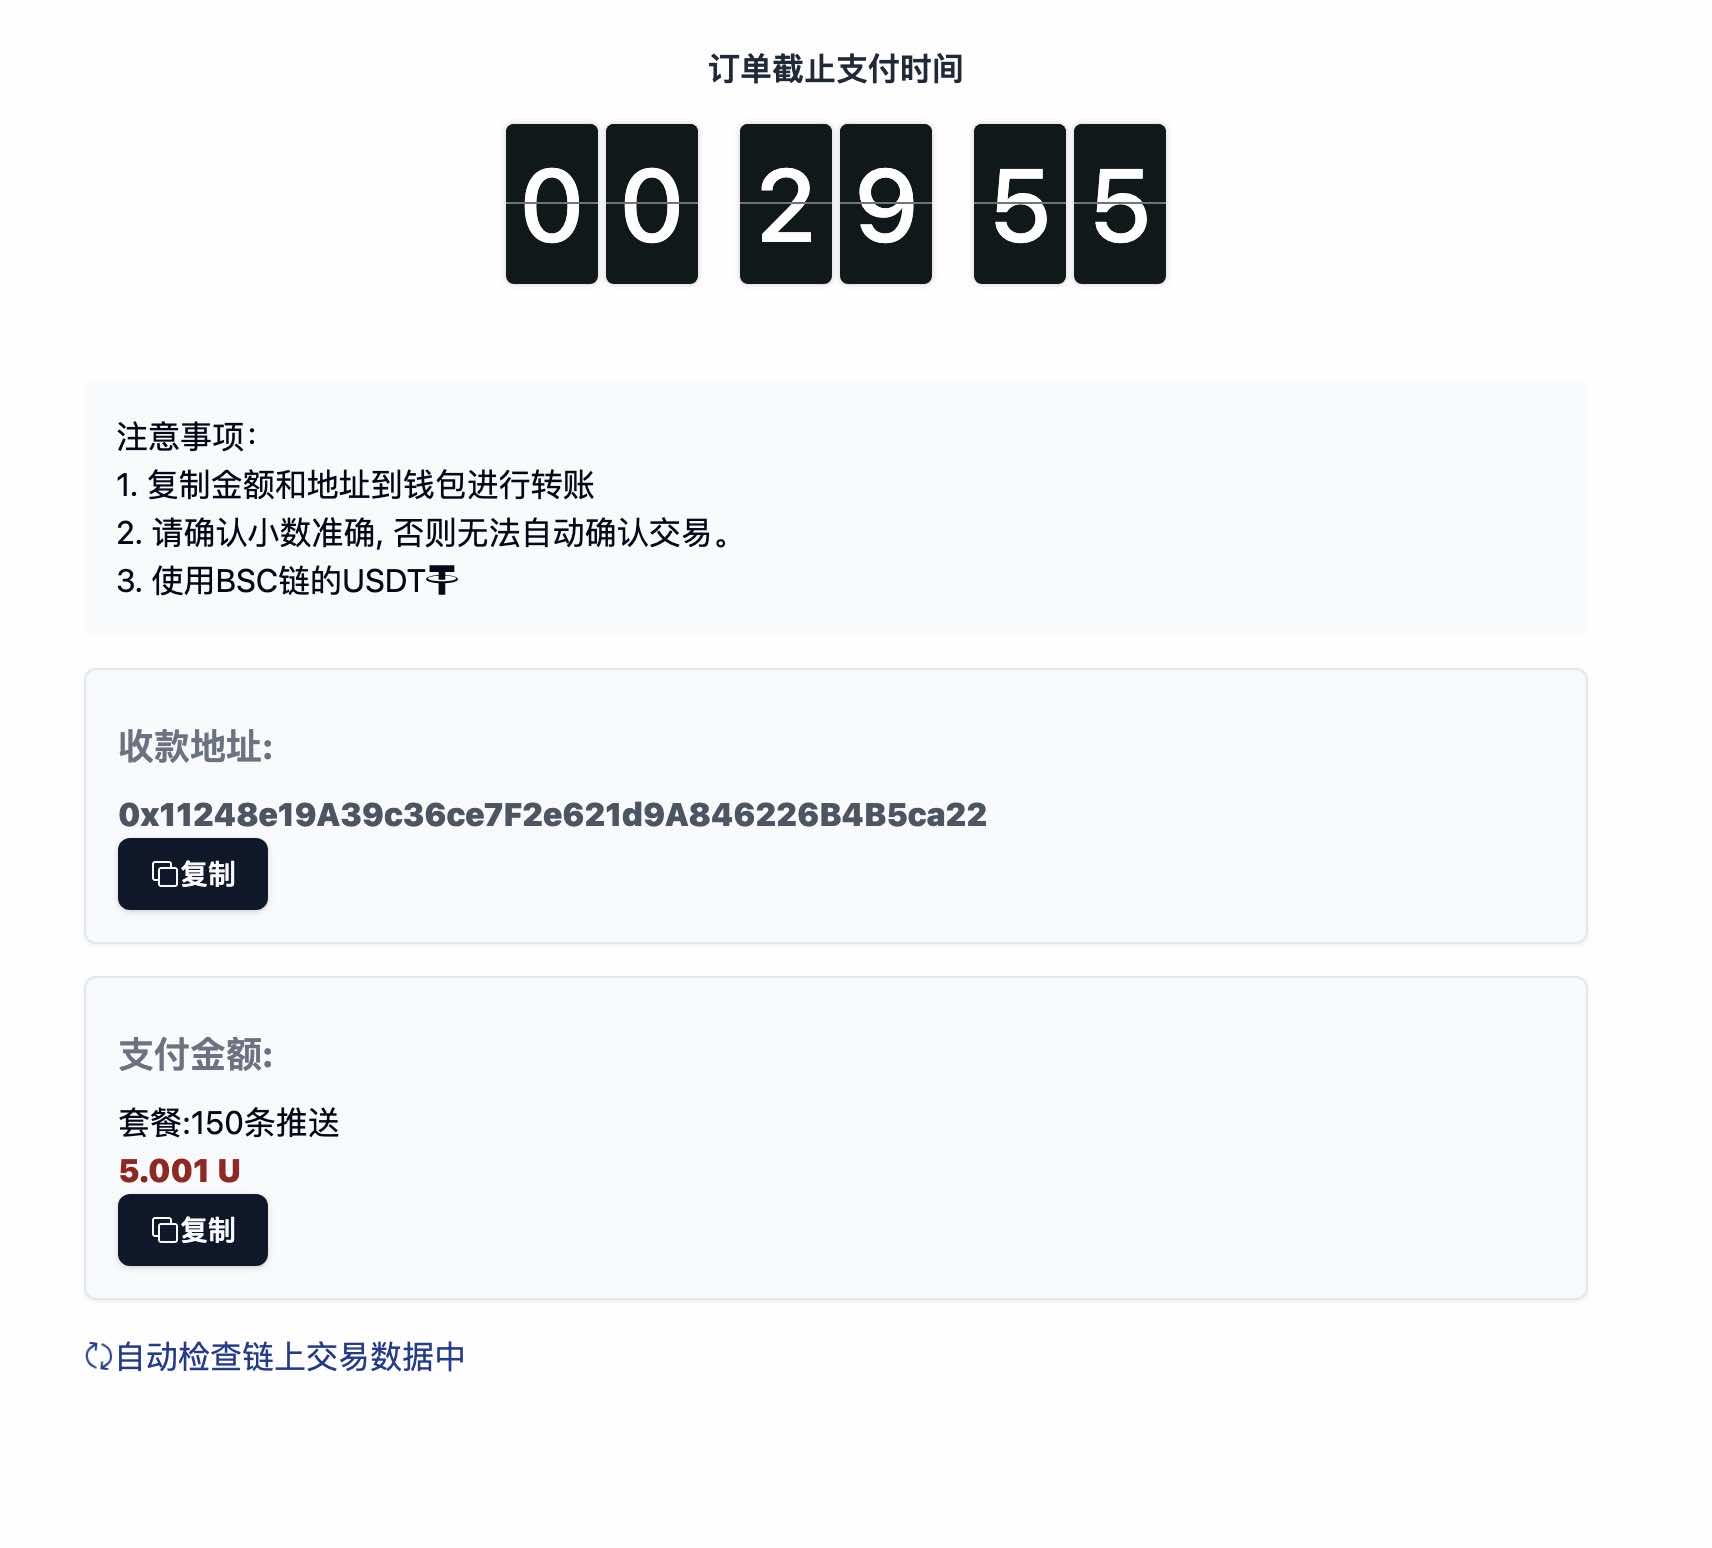 订单截止支付时间
00 29 55
注意事项：
1. 复制金额和地址到钱包进行转账
2. 请确认小数准确, 否则无法自动确认交易。
3. 使用BSC链的USDT
收款地址:
0x11248e19A39c36ce7F2e621d9A846226B4B5ca22
复制
支付金额:
套餐:150条推送
5.001 U
复制
自动检查链上交易数据中